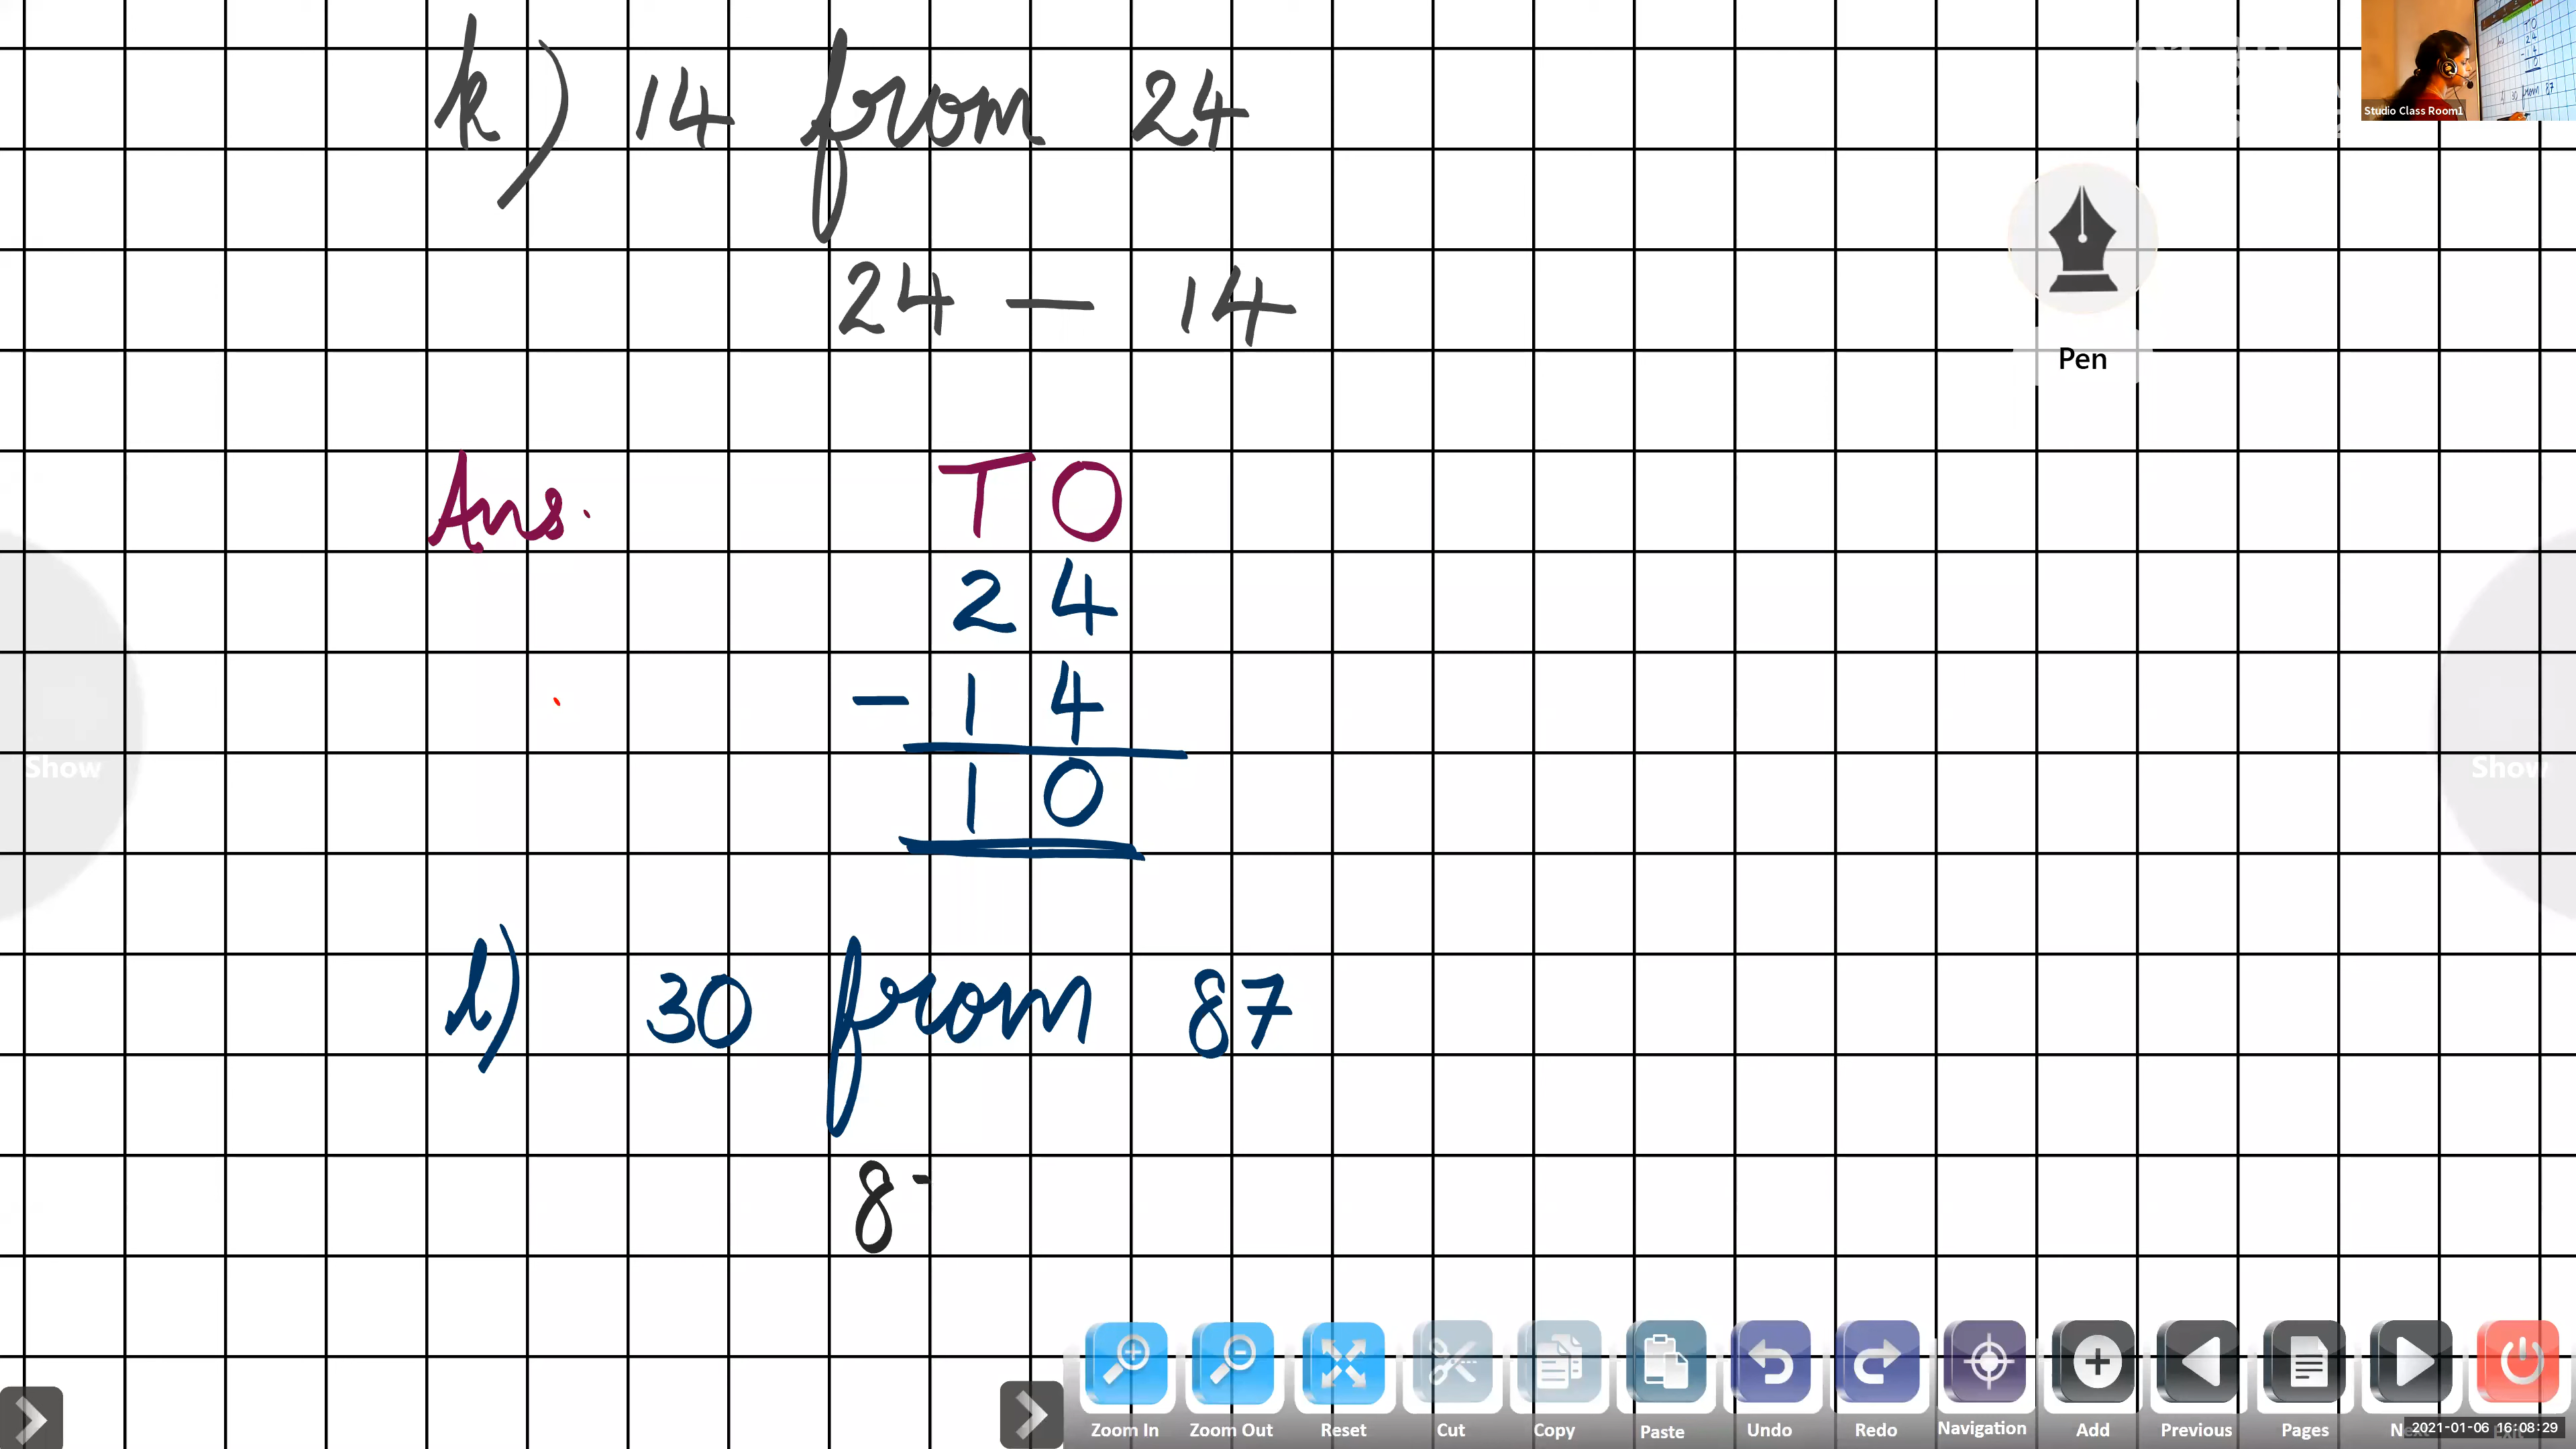 k) 14 from 24
Studio Class Room1
24 — 14
Pen
Ans. T O
2 4
- 1 4
Show
Show
1 0
l) 30 from 87
8
Zoom In Zoom Out Reset Cut Copy Paste Undo Redo Navigation Add Previous Pages
2021-01-06 16:08:29